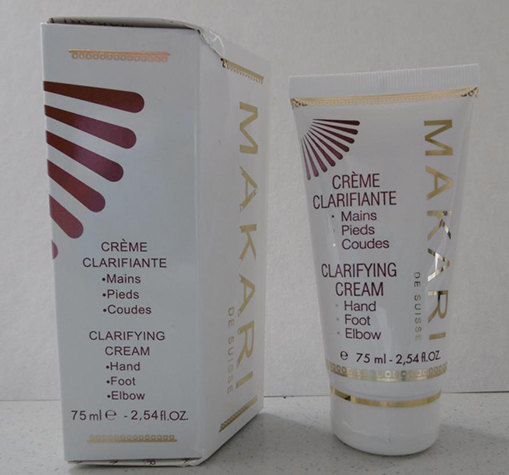 CRÈME
CLARIFIANTE
•Mains
•Pieds
•Coudes
CLARIFYING
CREAM
•Hand
•Foot
•Elbow
75 ml e - 2,54 fl.OZ.
MAKARI
DE SUISSE
CRÈME
CLARIFIANTE
· Mains
· Pieds
· Coudes
CLARIFYING
CREAM
· Hand
· Foot
· Elbow
e 75 ml - 2,54 fl.OZ.
MAKARI
DE SUISSE